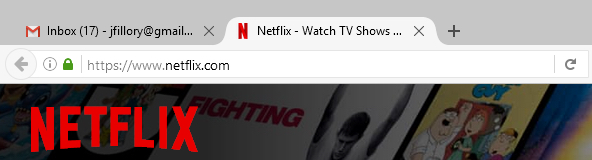 Inbox (17) - jfillory@gmail... Netflix - Watch TV Shows ...
https://www.netflix.com
NETFLIX
FIGHTING
GUY